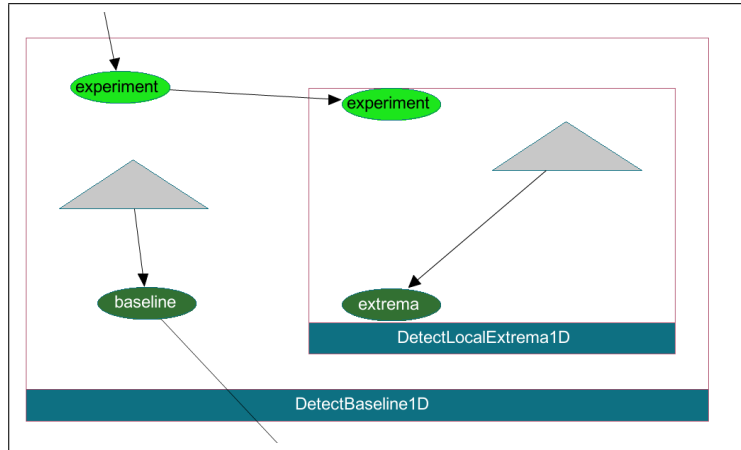 experiment
experiment
baseline
extrema
DetectLocalExtrema1D
DetectBaseline1D